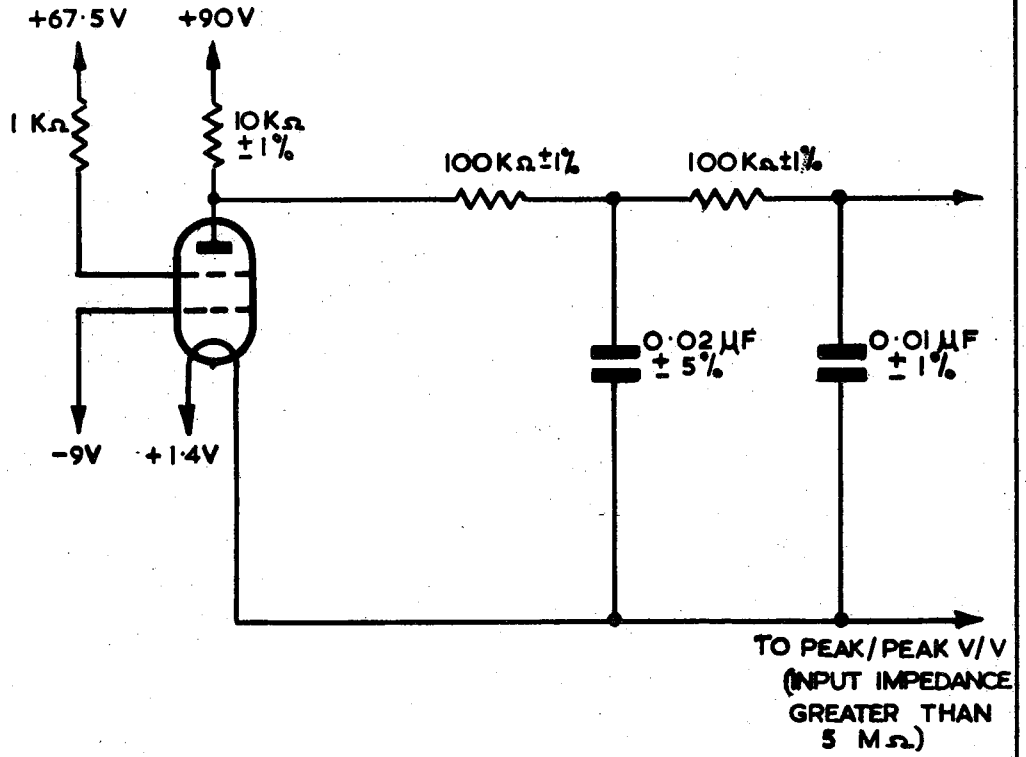 +67·5V
+90V
1 KΩ
10KΩ
±1%
100KΩ±1%
100KΩ±1%
0·02μF
± 5%
0·01μF
± 1%
-9V
+1·4V
TO PEAK/PEAK V/V
(INPUT IMPEDANCE
GREATER THAN
5 MΩ)